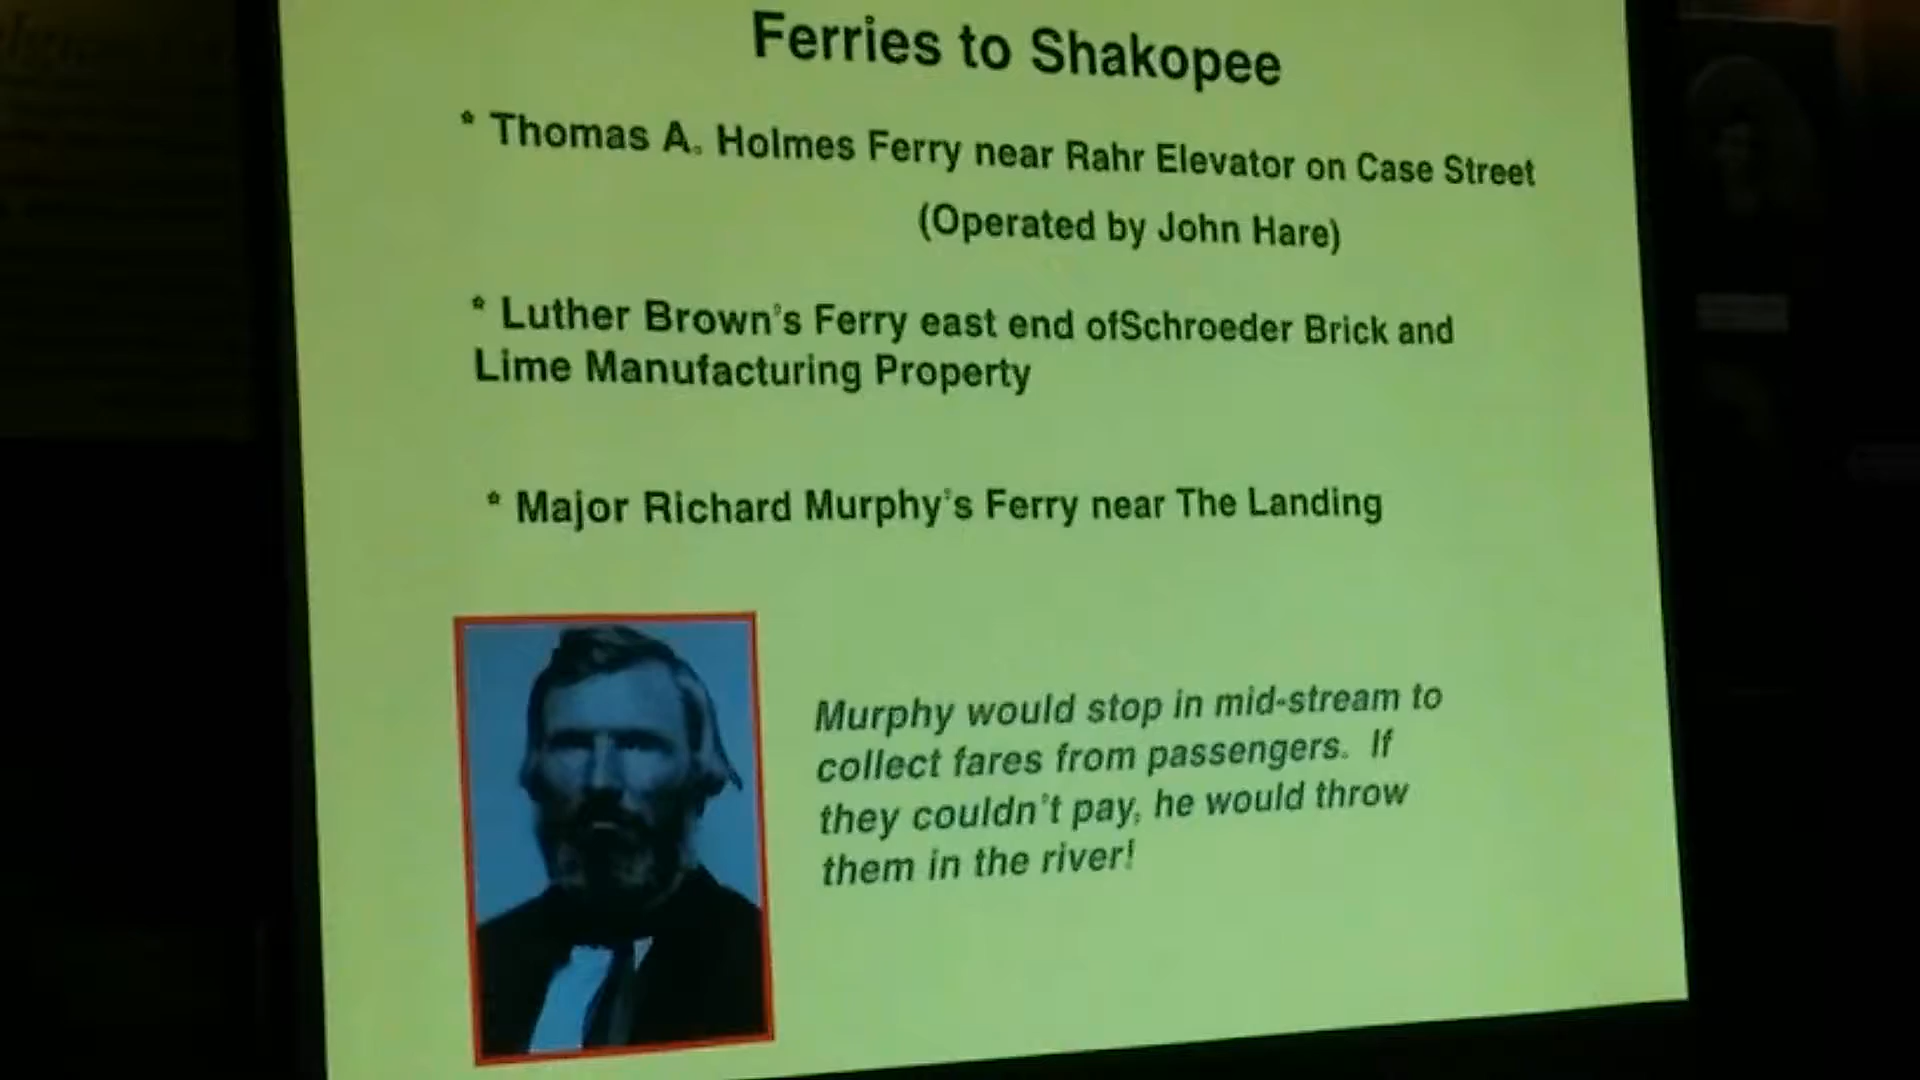 Ferries to Shakopee
* Thomas A. Holmes Ferry near Rahr Elevator on Case Street
(Operated by John Hare)
* Luther Brown's Ferry east end ofSchroeder Brick and
Lime Manufacturing Property
* Major Richard Murphy's Ferry near The Landing
Murphy would stop in mid-stream to
collect fares from passengers. If
they couldn't pay, he would throw
them in the river!